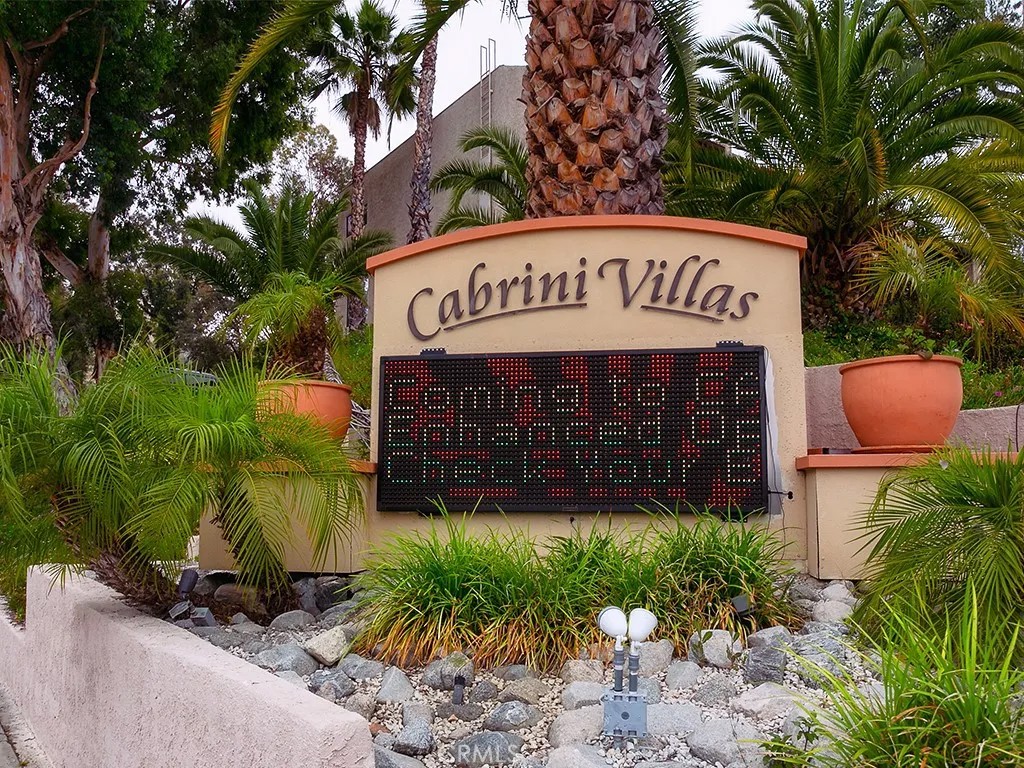 Cabrini Villas
Coming to
Enhanced
Check Your
CRMLS